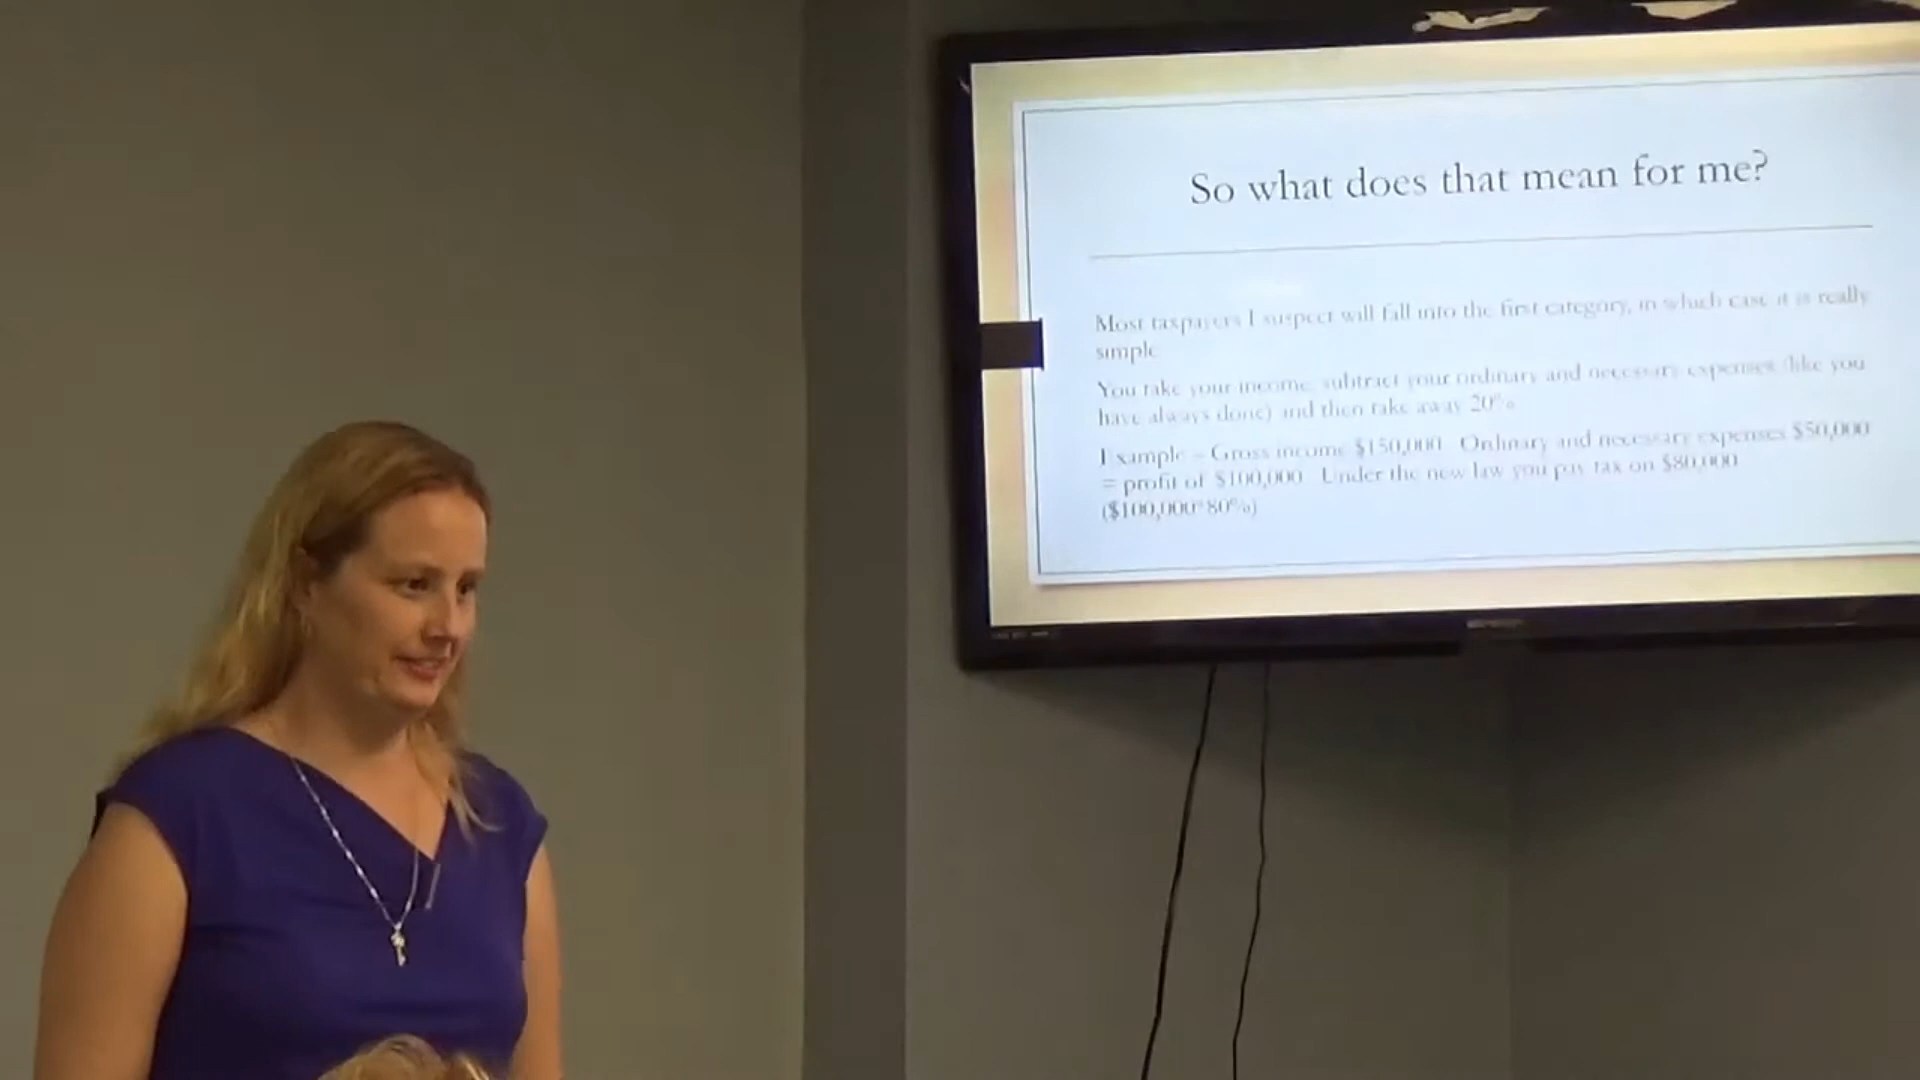 So what does that mean for me?
Most taxpayers I suspect will fall into the first category, in which case it is really
simple.
You take your income, subtract your ordinary and necessary expenses (like you
have always done) and then take away 20%.
Example – Gross income $150,000 Ordinary and necessary expenses $50,000
= profit of $100,000 Under the new law you pay tax on $80,000
($100,000*80%)